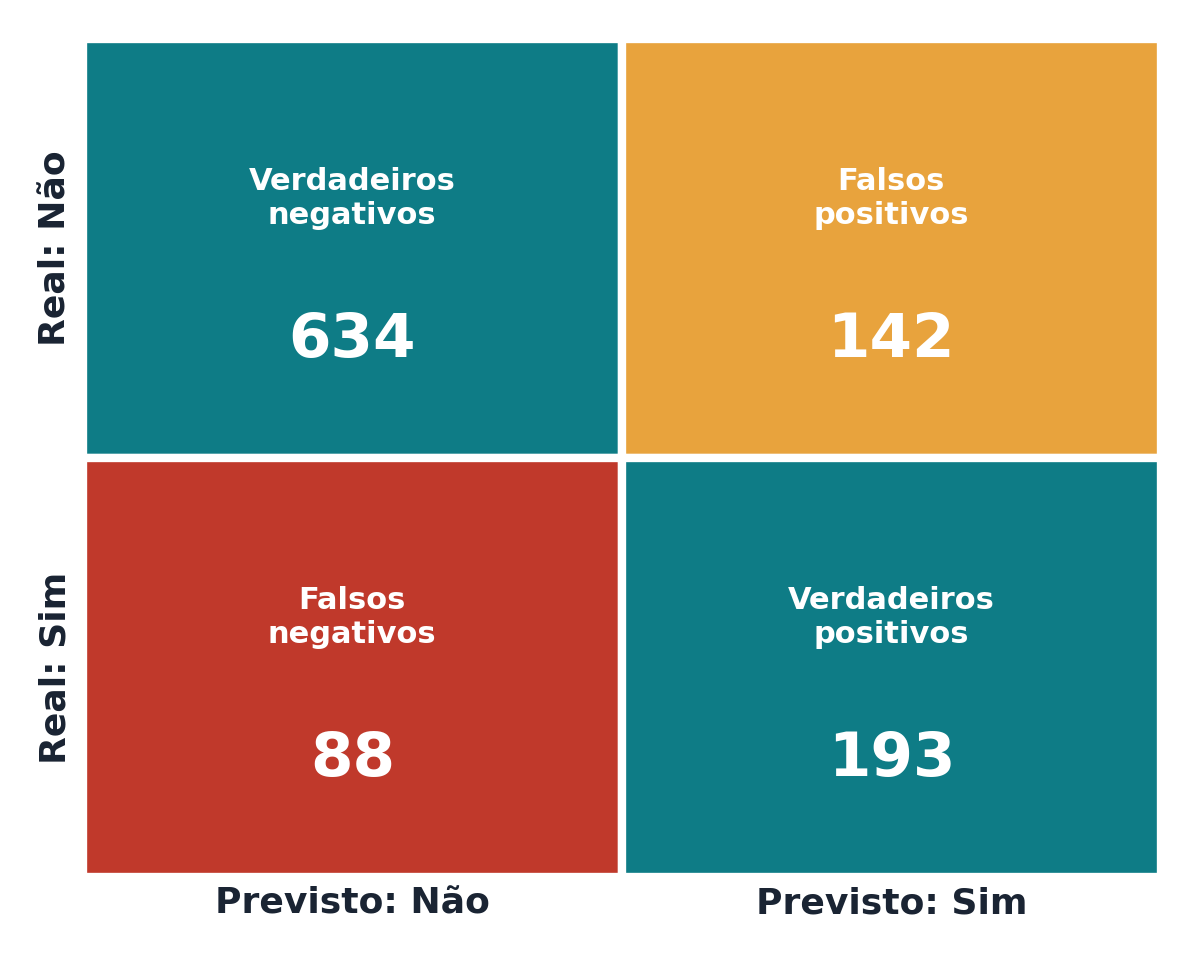 Real: Não
Verdadeiros
negativos
634
Falsos
positivos
142
Real: Sim
Falsos
negativos
88
Verdadeiros
positivos
193
Previsto: Não
Previsto: Sim